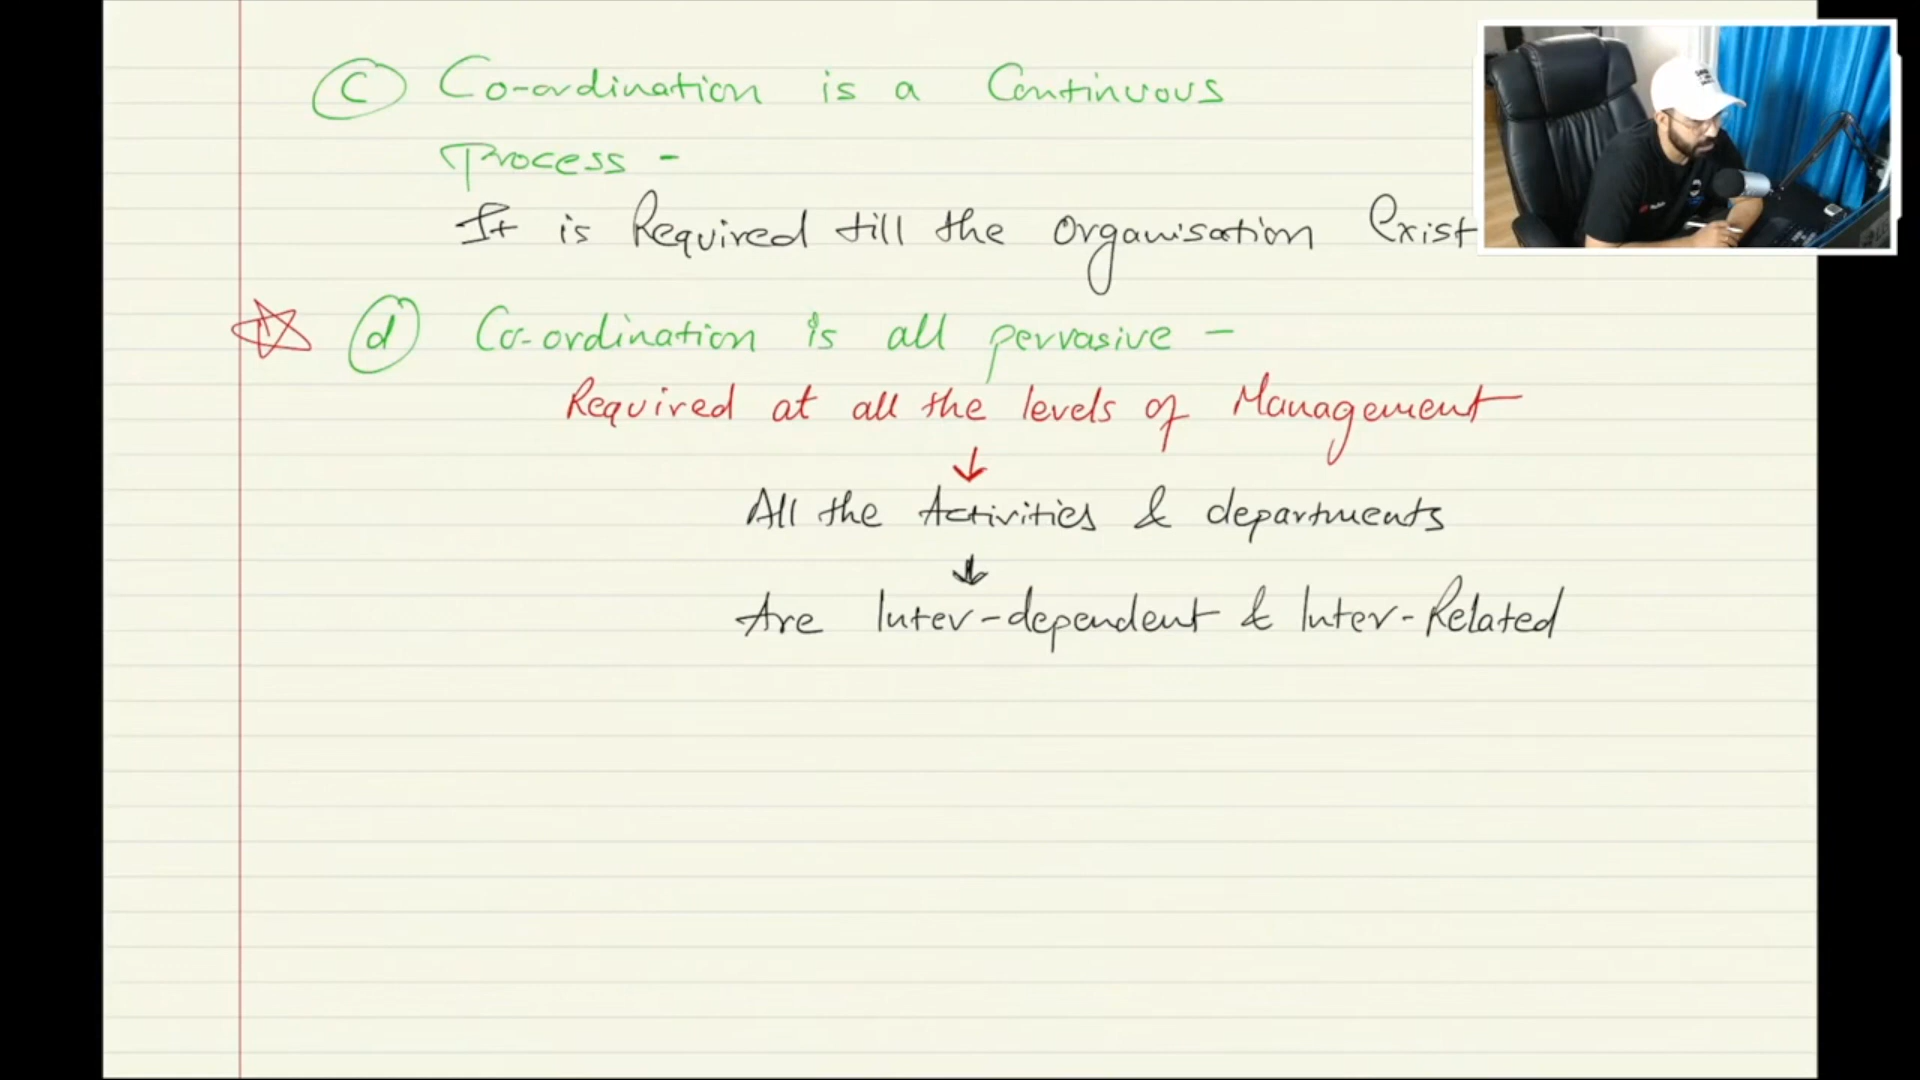 (c) Co-ordination is a Continuous
Process -
It is Required till the Organisation Exist
(d) Co-ordination is all pervasive -
Required at all the levels of Management
↓
All the Activities & departments
↓
Are Inter-dependent & Inter-Related